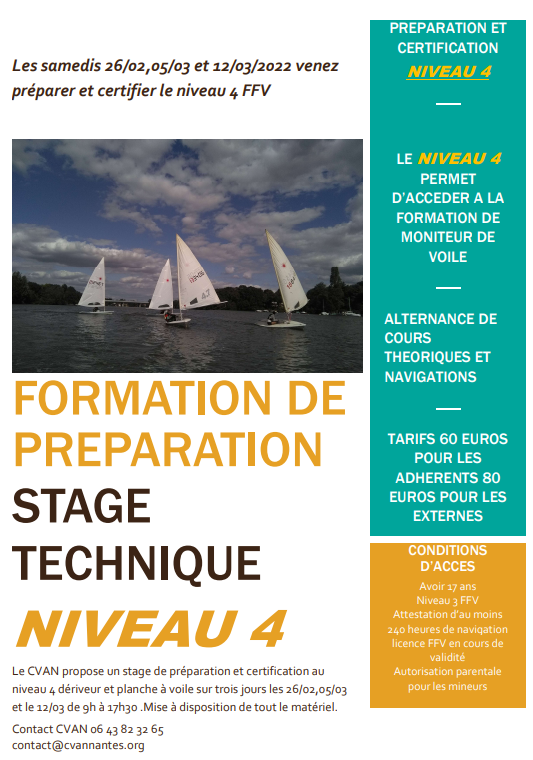 Les samedis 26/02,05/03 et 12/03/2022 venez
préparer et certifier le niveau 4 FFV
FORMATION DE
PREPARATION
STAGE
TECHNIQUE
NIVEAU 4
Le CVAN propose un stage de préparation et certification au
niveau 4 dériveur et planche à voile sur trois jours les 26/02,05/03
et le 12/03 de 9h à 17h30 .Mise à disposition de tout le matériel.
Contact CVAN 06 43 82 32 65
contact@cvannantes.org
PREPARATION ET
CERTIFICATION
NIVEAU 4
LE NIVEAU 4
PERMET
D'ACCEDER A LA
FORMATION DE
MONITEUR DE
VOILE
ALTERNANCE DE
COURS
THEORIQUES ET
NAVIGATIONS
TARIFS 60 EUROS
POUR LES
ADHERENTS 80
EUROS POUR LES
EXTERNES
CONDITIONS
D'ACCES
Avoir 17 ans
Niveau 3 FFV
Attestation d'au moins
240 heures de navigation
licence FFV en cours de
validité
Autorisation parentale
pour les mineurs